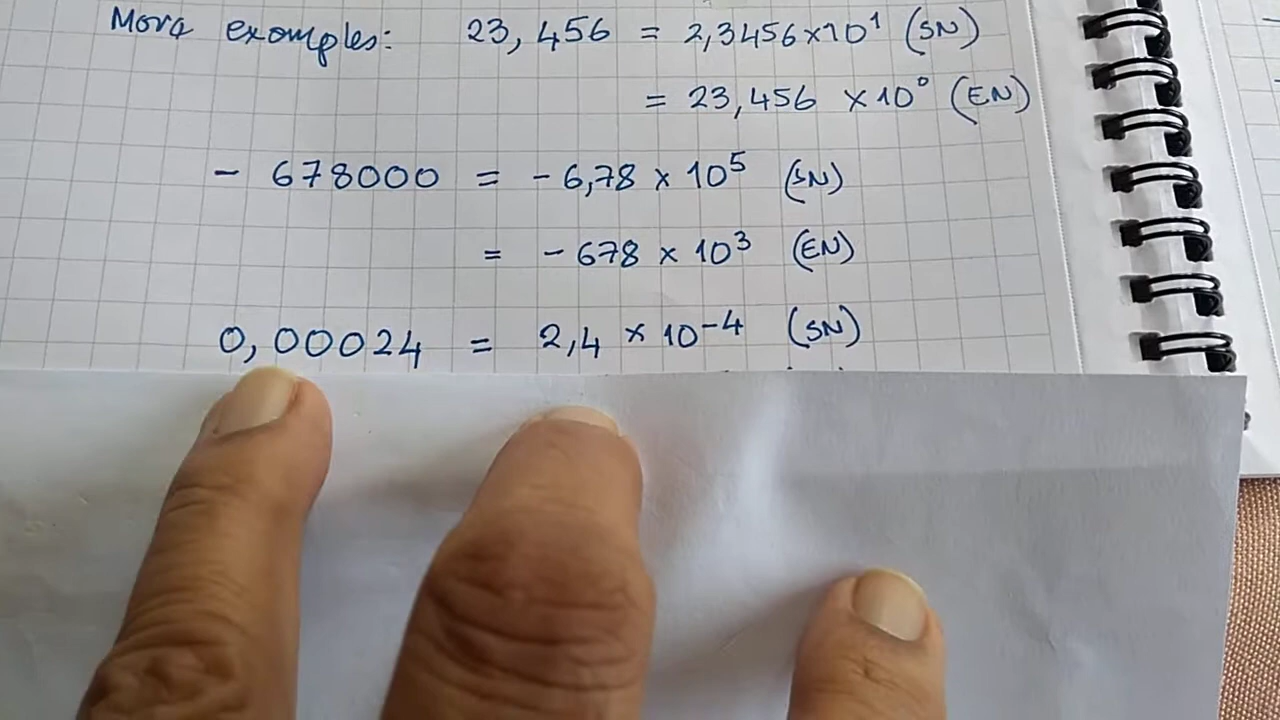 More examples: 23,456 = 2,3456×10¹ (SN)
= 23,456 ×10⁰ (EN)
- 678000 = - 6,78 × 10⁵ (SN)
= - 678 × 10³ (EN)
0,00024 = 2,4 × 10⁻⁴ (SN)